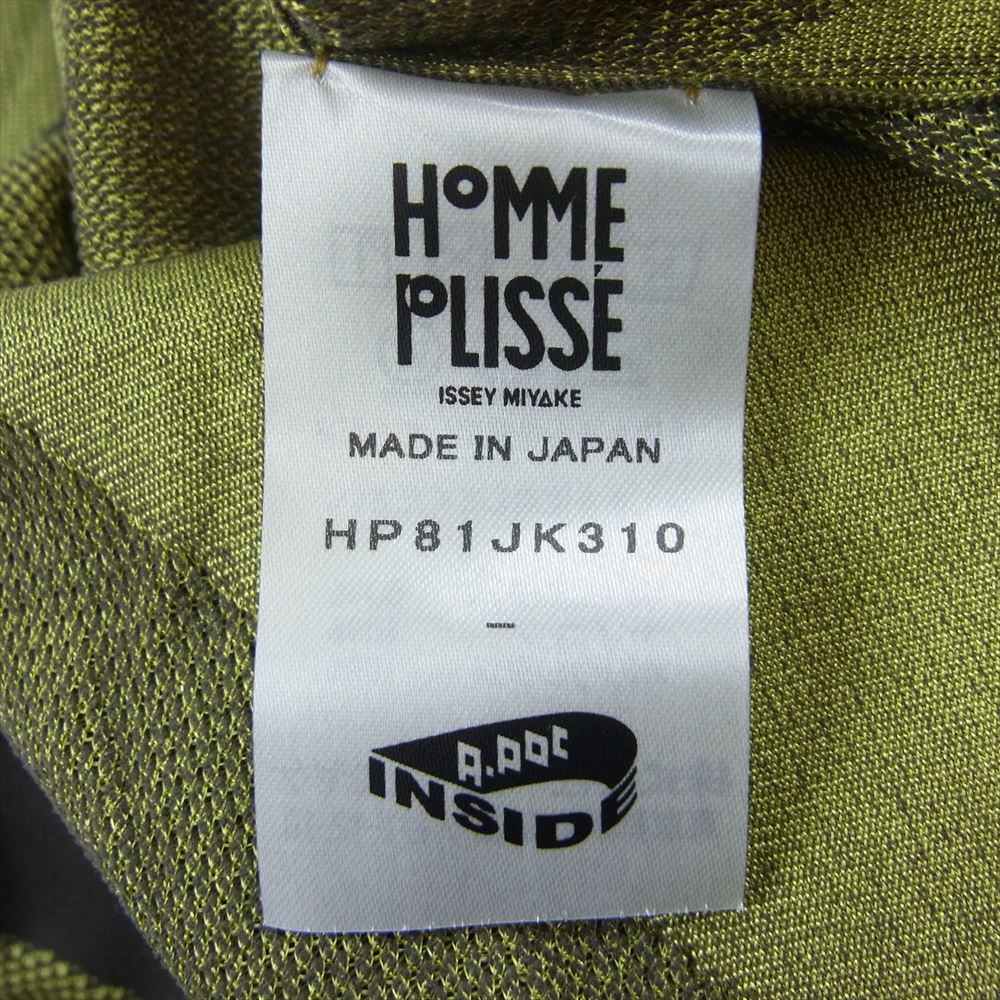 HOMME
PLISSÉ
ISSEY MIYAKE
MADE IN JAPAN
HP81JK310
-
A.POC
INSIDE